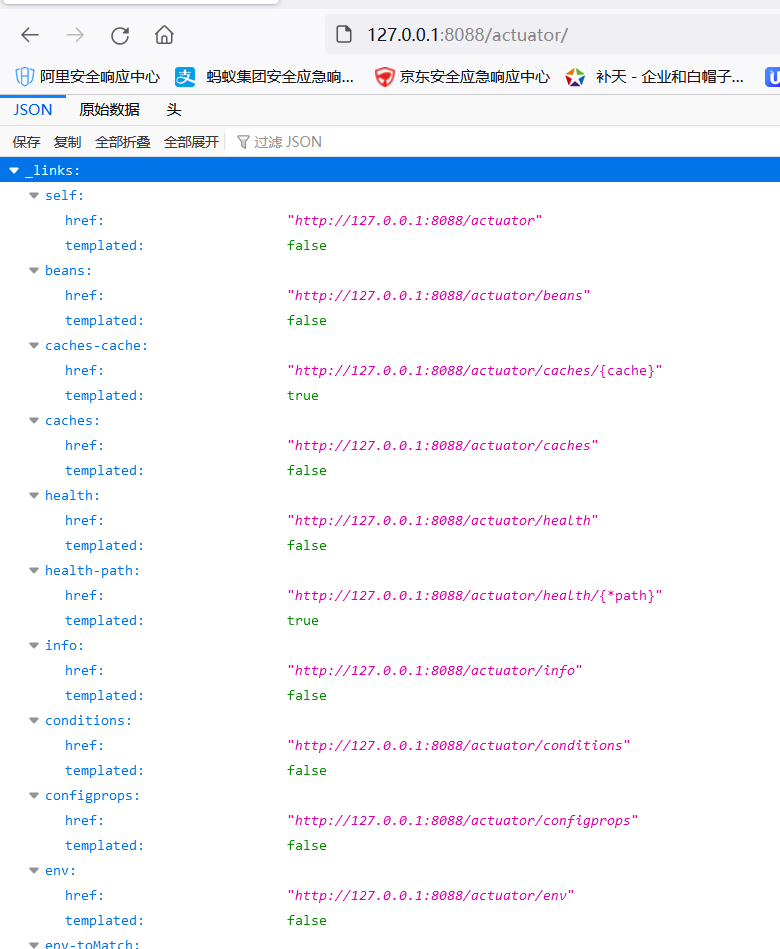 127.0.0.1:8088/actuator/
阿里安全响应中心 蚂蚁集团安全应急响... 京东安全应急响应中心 补天 - 企业和白帽子...
JSON 原始数据 头
保存 复制 全部折叠 全部展开 过滤 JSON
_links:
self:
href: "http://127.0.0.1:8088/actuator"
templated: false
beans:
href: "http://127.0.0.1:8088/actuator/beans"
templated: false
caches-cache:
href: "http://127.0.0.1:8088/actuator/caches/{cache}"
templated: true
caches:
href: "http://127.0.0.1:8088/actuator/caches"
templated: false
health:
href: "http://127.0.0.1:8088/actuator/health"
templated: false
health-path:
href: "http://127.0.0.1:8088/actuator/health/{*path}"
templated: true
info:
href: "http://127.0.0.1:8088/actuator/info"
templated: false
conditions:
href: "http://127.0.0.1:8088/actuator/conditions"
templated: false
configprops:
href: "http://127.0.0.1:8088/actuator/configprops"
templated: false
env:
href: "http://127.0.0.1:8088/actuator/env"
templated: false
env-toMatch: